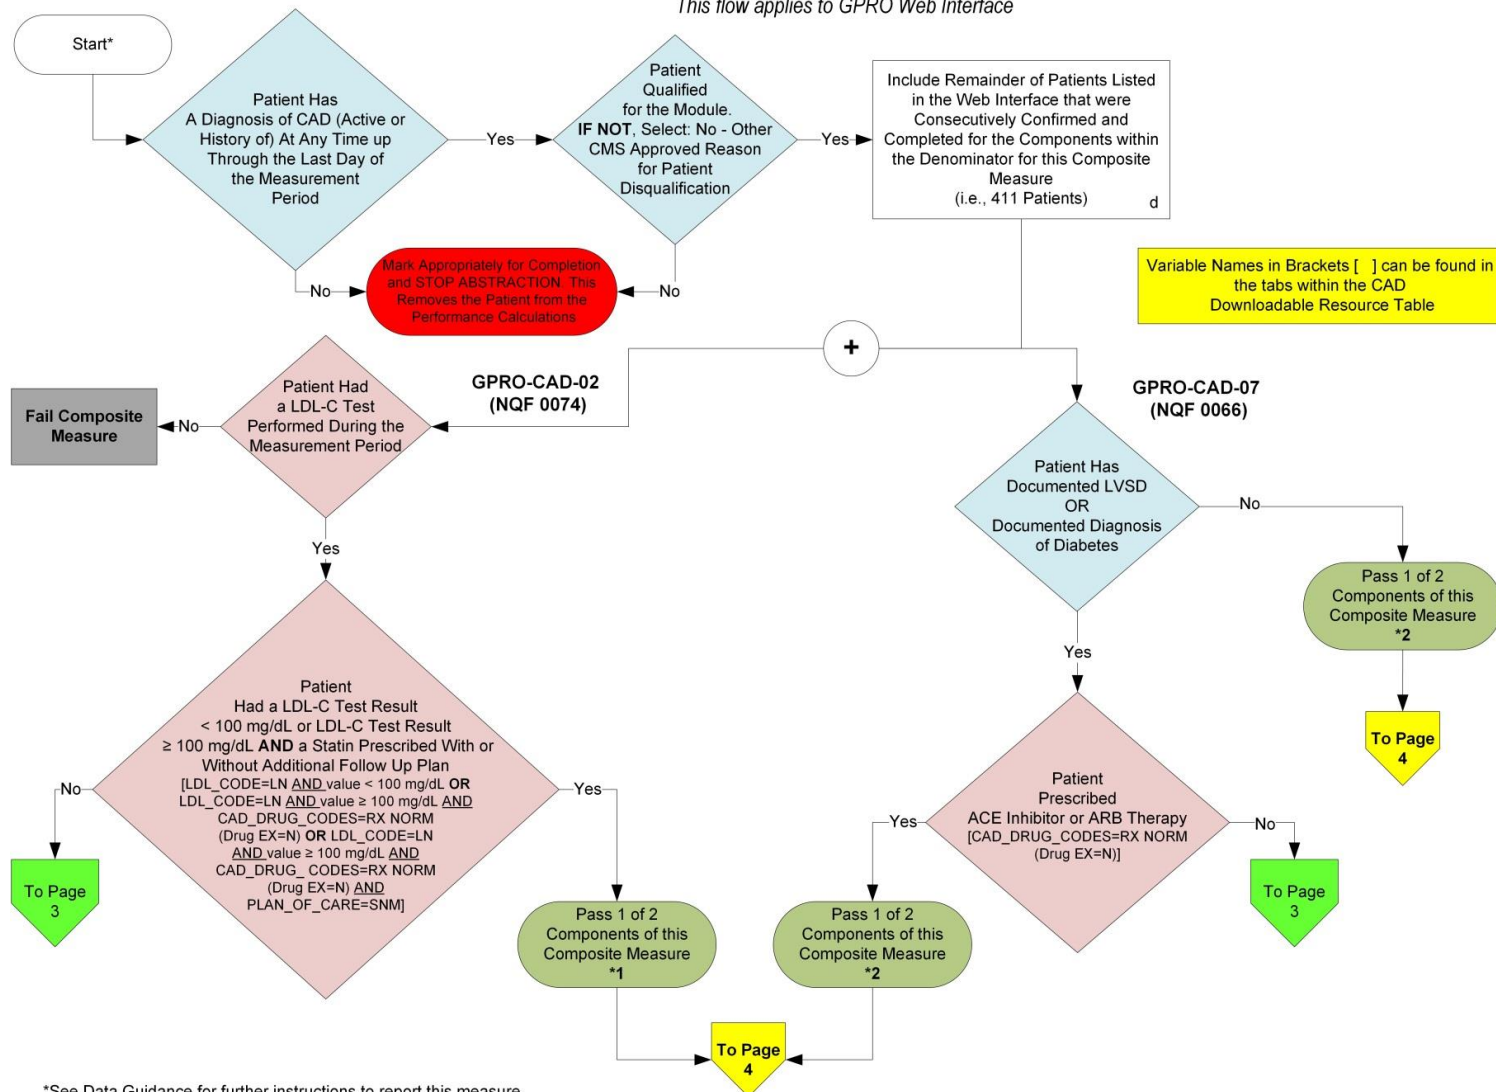 This flow applies to GPRO Web Interface
Start*
Patient Has
A Diagnosis of CAD (Active or
History of) At Any Time up
Through the Last Day of
the Measurement
Period
Yes
Patient
Qualified
for the Module.
IF NOT, Select: No - Other
CMS Approved Reason
for Patient
Disqualification
Yes
Include Remainder of Patients Listed
in the Web Interface that were
Consecutively Confirmed and
Completed for the Components within
the Denominator for this Composite
Measure
(i.e., 411 Patients)
d
No
Mark Appropriately for Completion
and STOP ABSTRACTION. This
Removes the Patient from the
Performance Calculations
No
Variable Names in Brackets [ ] can be found in
the tabs within the CAD
Downloadable Resource Table
+
GPRO-CAD-02
(NQF 0074)
GPRO-CAD-07
(NQF 0066)
Patient Had
a LDL-C Test
Performed During the
Measurement Period
No
Fail Composite
Measure
Yes
Patient Has
Documented LVSD
OR
Documented Diagnosis
of Diabetes
No
Pass 1 of 2
Components of this
Composite Measure
*2
To Page
4
Yes
Patient
Had a LDL-C Test Result
< 100 mg/dL or LDL-C Test Result
≥ 100 mg/dL AND a Statin Prescribed With or
Without Additional Follow Up Plan
[LDL_CODE=LN AND value < 100 mg/dL OR
LDL_CODE=LN AND value ≥ 100 mg/dL AND
CAD_DRUG_CODES=RX NORM
(Drug EX=N) OR LDL_CODE=LN
AND value ≥ 100 mg/dL AND
CAD_DRUG_ CODES=RX NORM
(Drug EX=N) AND
PLAN_OF_CARE=SNM]
No
To Page
3
Yes
Pass 1 of 2
Components of this
Composite Measure
*1
Patient
Prescribed
ACE Inhibitor or ARB Therapy
[CAD_DRUG_CODES=RX NORM
(Drug EX=N)]
Yes
Pass 1 of 2
Components of this
Composite Measure
*2
No
To Page
3
To Page
4
*See Data Guidance for further instructions to report this measure